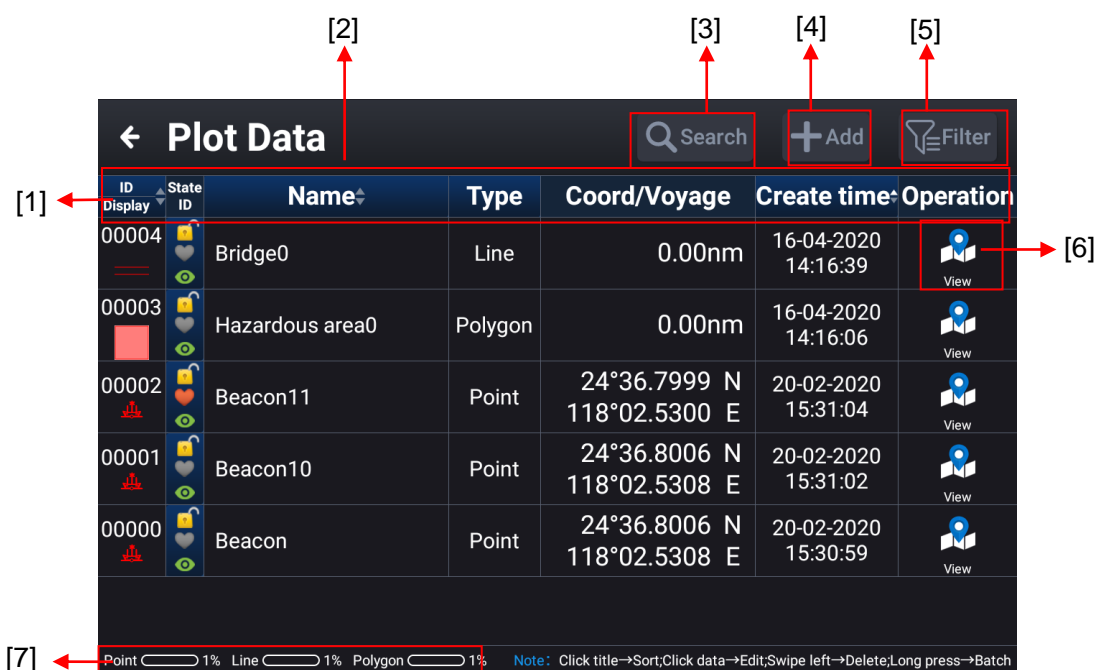 [2] [3] [4] [5]
Plot Data Search Add Filter
[1]
ID Display State ID Name Type Coord/Voyage Create time Operation
00004 Bridge0 Line 0.00nm 16-04-2020 14:16:39 View
[6]
00003 Hazardous area0 Polygon 0.00nm 16-04-2020 14:16:06 View
00002 Beacon11 Point 24°36.7999 N 118°02.5300 E 20-02-2020 15:31:04 View
00001 Beacon10 Point 24°36.8006 N 118°02.5308 E 20-02-2020 15:31:02 View
00000 Beacon Point 24°36.8006 N 118°02.5308 E 20-02-2020 15:30:59 View
[7]
Point 1% Line 1% Polygon 1% Note: Click title→Sort;Click data→Edit;Swipe left→Delete;Long press→Batch